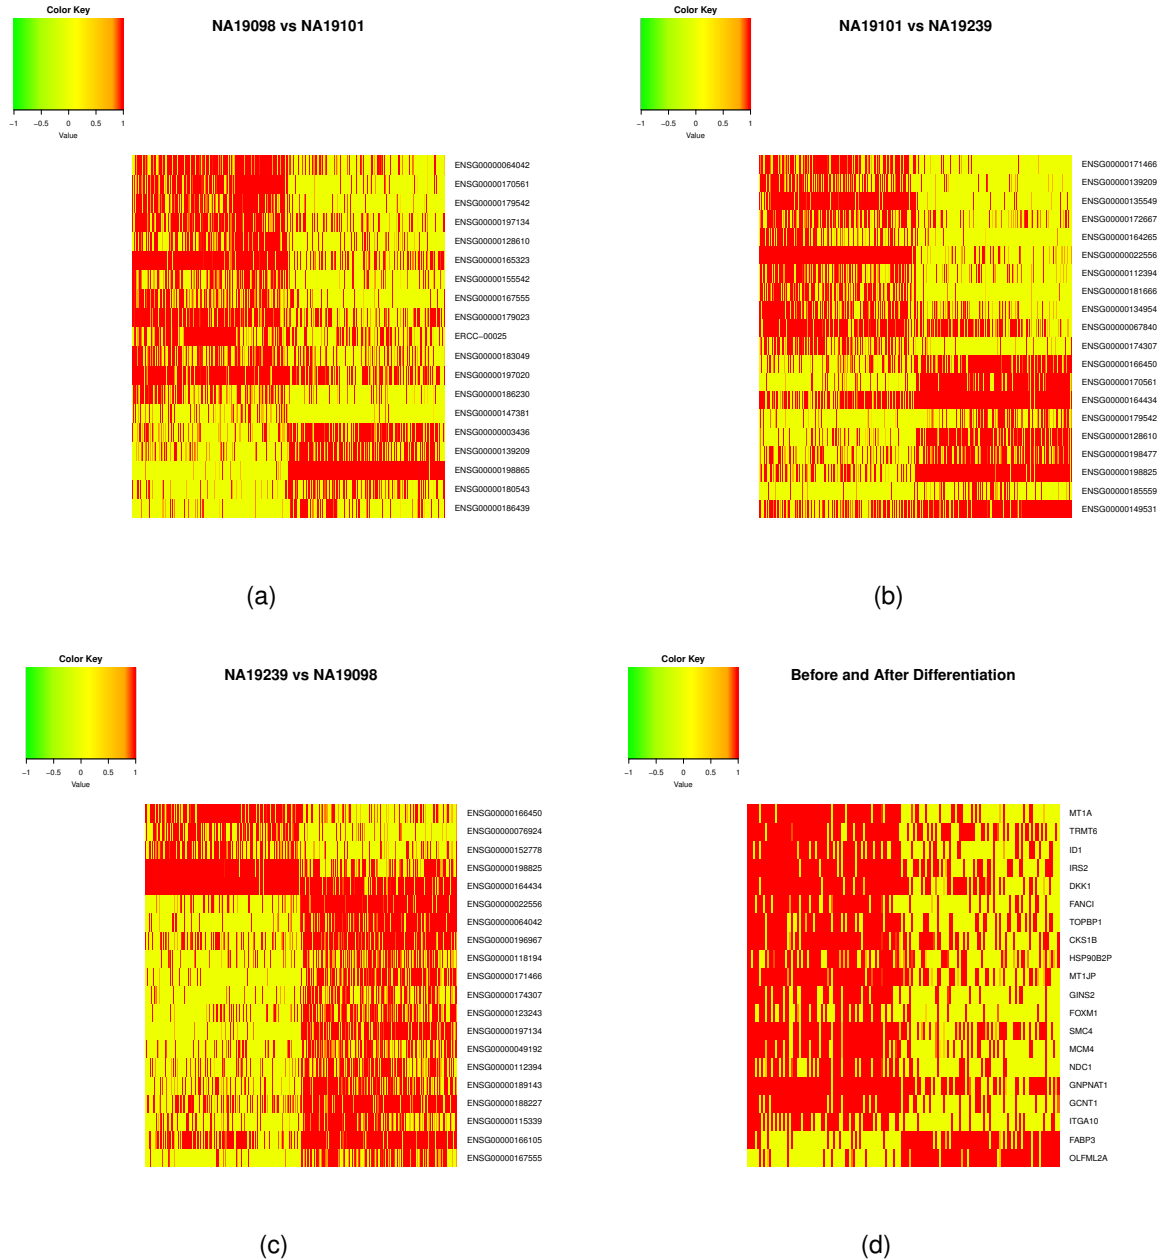 Color Key
NA19098 vs NA19101
−1 −0.5 0 0.5 1
Value
ENSG00000064042
ENSG00000170561
ENSG00000179542
ENSG00000197134
ENSG00000128610
ENSG00000165323
ENSG00000155542
ENSG00000167555
ENSG00000179023
ERCC−00025
ENSG00000183049
ENSG00000197020
ENSG00000186230
ENSG00000147381
ENSG00000003436
ENSG00000139209
ENSG00000198865
ENSG00000180543
ENSG00000186439
(a)
Color Key
NA19101 vs NA19239
−1 −0.5 0 0.5 1
Value
ENSG00000171466
ENSG00000139209
ENSG00000135549
ENSG00000172667
ENSG00000164265
ENSG00000022556
ENSG00000112394
ENSG00000181666
ENSG00000134954
ENSG00000067840
ENSG00000174307
ENSG00000166450
ENSG00000170561
ENSG00000164434
ENSG00000179542
ENSG00000128610
ENSG00000198477
ENSG00000198825
ENSG00000185559
ENSG00000149531
(b)
Color Key
NA19239 vs NA19098
−1 −0.5 0 0.5 1
Value
ENSG00000166450
ENSG00000076924
ENSG00000152778
ENSG00000198825
ENSG00000164434
ENSG00000022556
ENSG00000064042
ENSG00000196967
ENSG00000118194
ENSG00000171466
ENSG00000174307
ENSG00000123243
ENSG00000197134
ENSG00000049192
ENSG00000112394
ENSG00000189143
ENSG00000188227
ENSG00000115339
ENSG00000166105
ENSG00000167555
(c)
Color Key
Before and After Differentiation
−1 −0.5 0 0.5 1
Value
MT1A
TRMT6
ID1
IRS2
DKK1
FANCI
TOPBP1
CKS1B
HSP90B2P
MT1JP
GINS2
FOXM1
SMC4
MCM4
NDC1
GNPNAT1
GCNT1
ITGA10
FABP3
OLFML2A
(d)